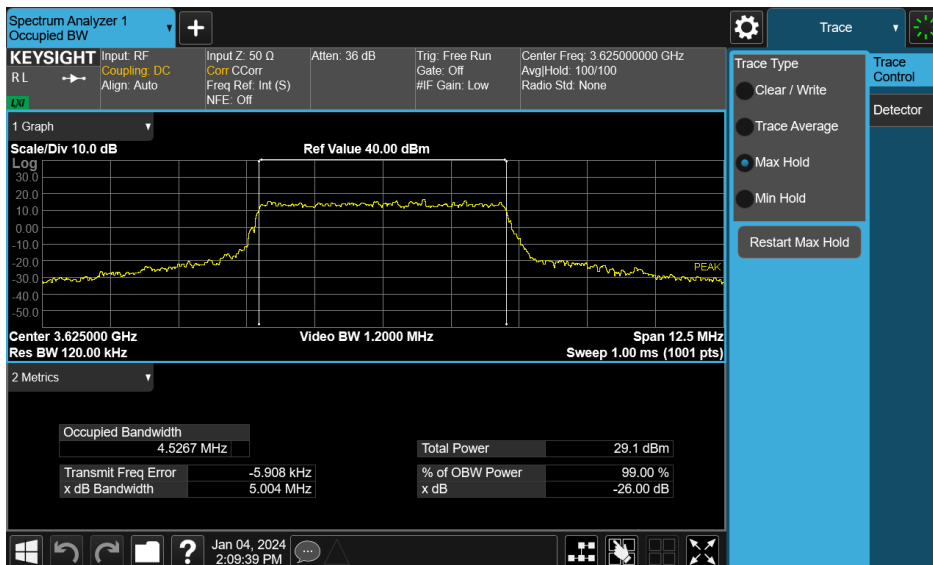 Spectrum Analyzer 1
Occupied BW
Trace
KEYSIGHT
R L
LXI
Input: RF
Coupling: DC
Align: Auto
Input Z: 50 Ω
Corr CCorr
Freq Ref: Int (S)
NFE: Off
Atten: 36 dB
Trig: Free Run
Gate: Off
#IF Gain: Low
Center Freq: 3.625000000 GHz
Avg|Hold: 100/100
Radio Std: None
1 Graph
Scale/Div 10.0 dB
Ref Value 40.00 dBm
Log
30.0
20.0
10.0
0.00
-10.0
-20.0
-30.0
-40.0
-50.0
PEAK
Center 3.625000 GHz
Video BW 1.2000 MHz
Span 12.5 MHz
Res BW 120.00 kHz
Sweep 1.00 ms (1001 pts)
2 Metrics
Occupied Bandwidth
4.5267 MHz
Total Power 29.1 dBm
Transmit Freq Error -5.908 kHz
% of OBW Power 99.00 %
x dB Bandwidth 5.004 MHz
x dB -26.00 dB
?
Jan 04, 2024
2:09:39 PM
Trace Type
Clear / Write
Trace Average
Max Hold
Min Hold
Restart Max Hold
Trace
Control
Detector